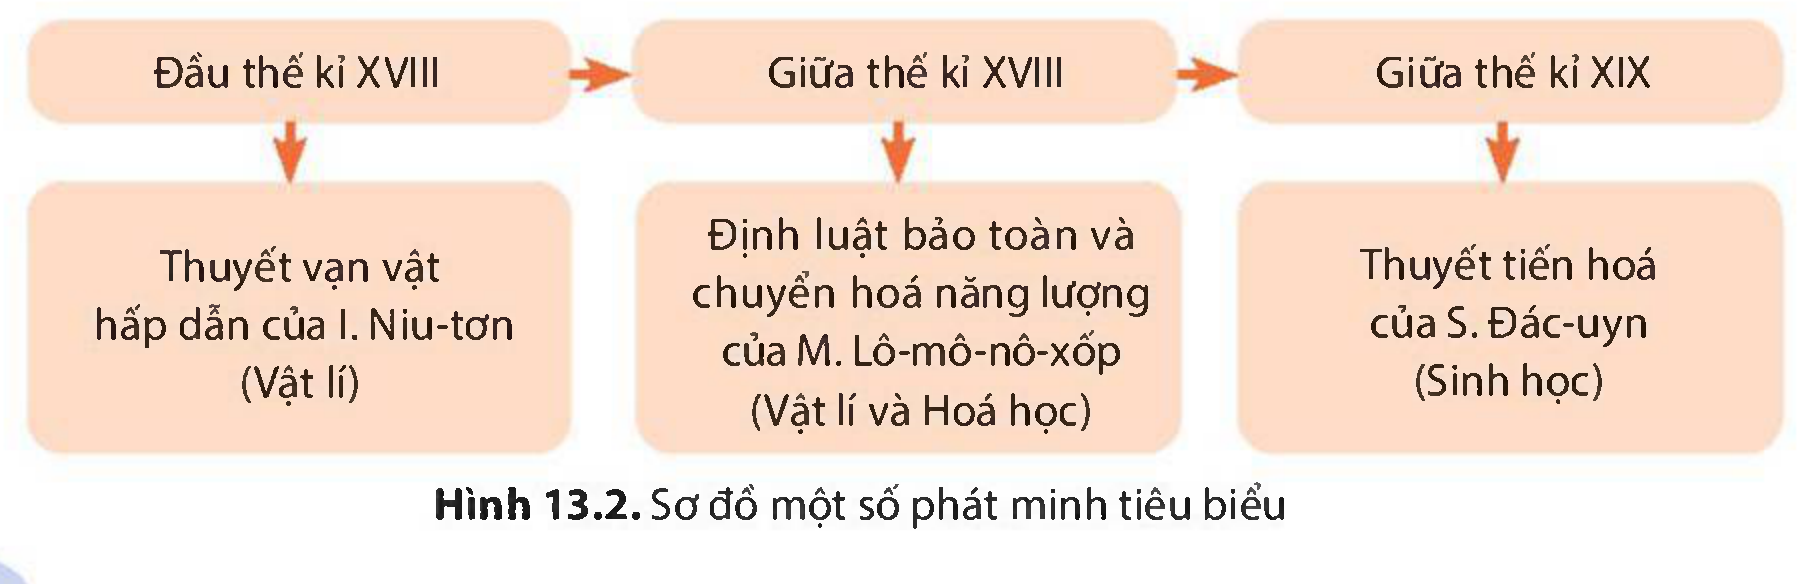 Đầu thế kỉ XVIII
Giữa thế kỉ XVIII
Giữa thế kỉ XIX
Thuyết vạn vật
hấp dẫn của I. Niu-tơn
(Vật lí)
Định luật bảo toàn và
chuyển hoá năng lượng
của M. Lô-mô-nô-xốp
(Vật lí và Hoá học)
Thuyết tiến hoá
của S. Đác-uyn
(Sinh học)
Hình 13.2. Sơ đồ một số phát minh tiêu biểu